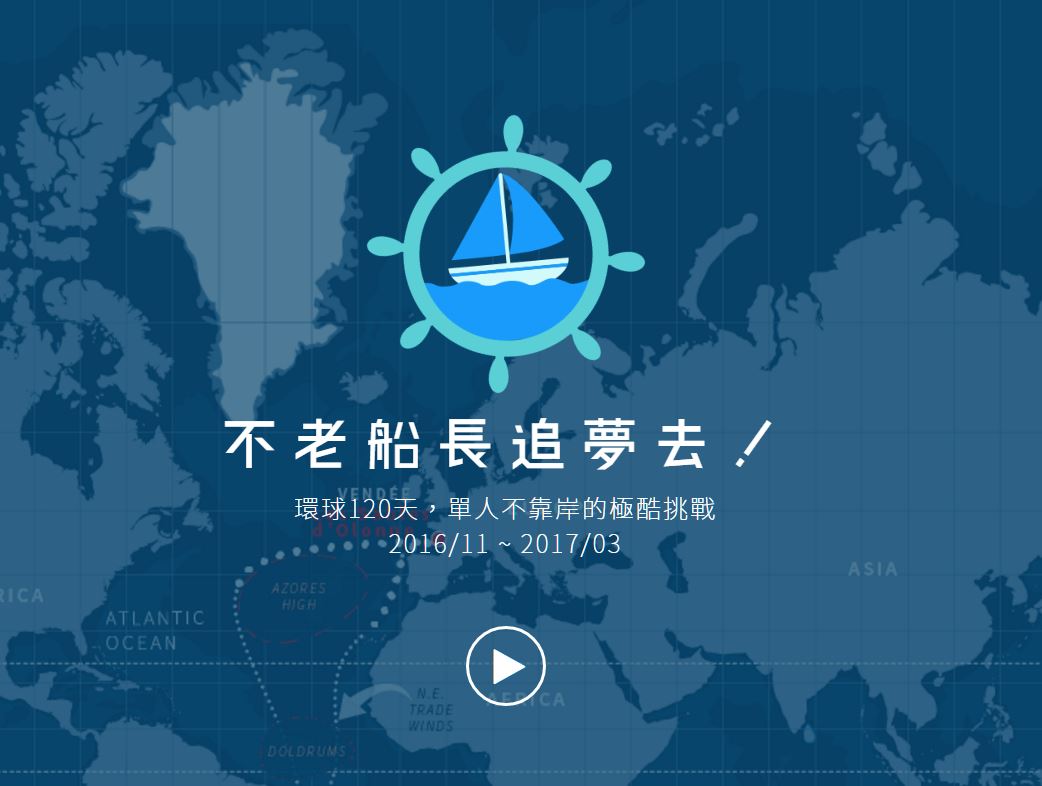 不老船長追夢去！
VENDÉE
環球120天，單人不靠岸的極酷挑戰
d'Olonne
2016/11 ~ 2017/03
ASIA
AZORES
HIGH
RICA
ATLANTIC
OCEAN
N.E.
TRADE
WINDS
AFRICA
DOLDRUMS